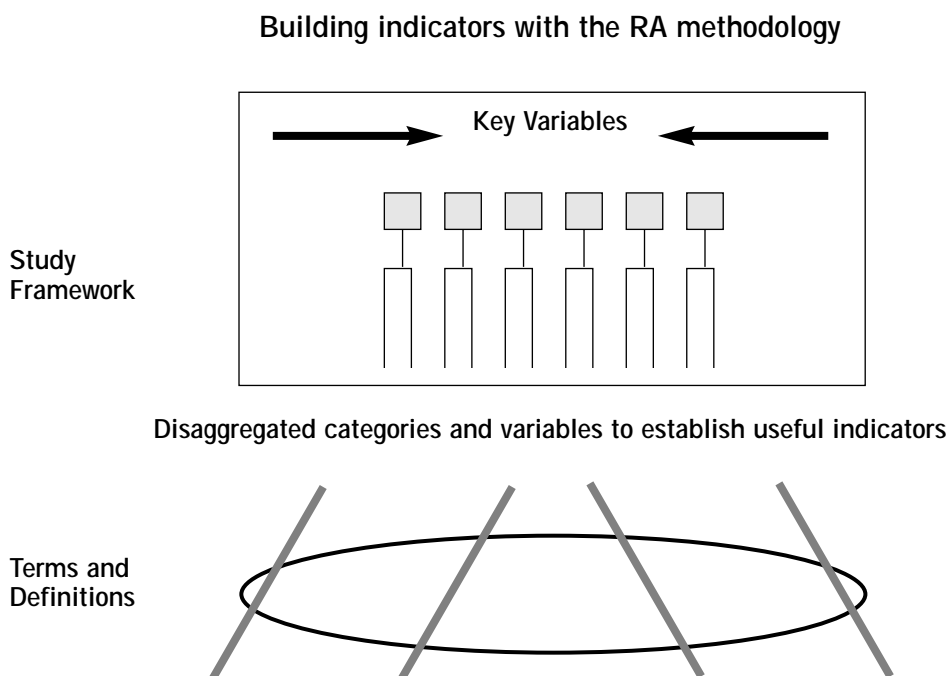 Building indicators with the RA methodology
Key Variables
Study
Framework
Disaggregated categories and variables to establish useful indicators
Terms and
Definitions